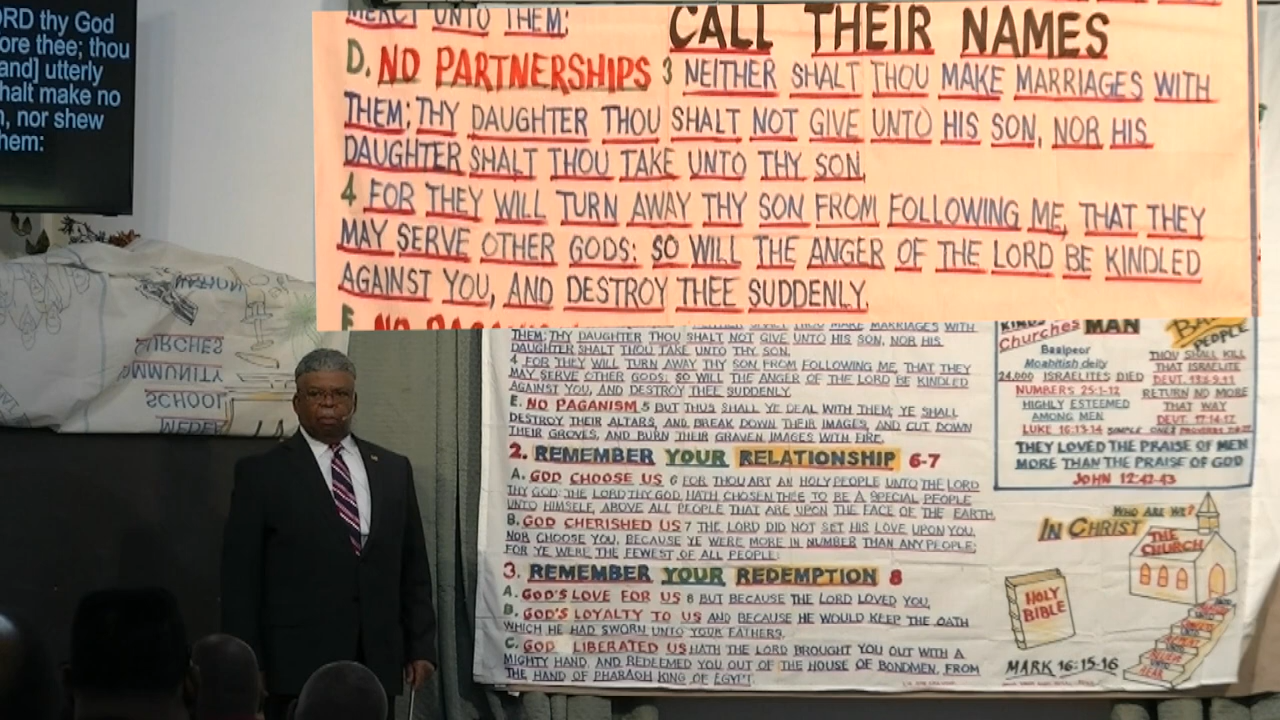 ORD thy God
ore thee; thou
and] utterly
halt make no
, nor shew
hem:
MERCY UNTO THEM;
CALL THEIR NAMES
D. NO PARTNERSHIPS 3 NEITHER SHALT THOU MAKE MARRIAGES WITH
THEM; THY DAUGHTER THOU SHALT NOT GIVE UNTO HIS SON, NOR HIS
DAUGHTER SHALT THOU TAKE UNTO THY SON,
4 FOR THEY WILL TURN AWAY THY SON FROM FOLLOWING ME, THAT THEY
MAY SERVE OTHER GODS: SO WILL THE ANGER OF THE LORD BE KINDLED
AGAINST YOU, AND DESTROY THEE SUDDENLY.
MARRON
CHURCHES
COMMUNITY
SCHOOL
THEM; THY DAUGHTER THOU SHALT NOT GIVE UNTO HIS SON, NOR HIS
DAUGHTER SHALT THOU TAKE UNTO THY SON.
4 FOR THEY WILL TURN AWAY THY SON FROM FOLLOWING ME, THAT THEY
MAY SERVE OTHER GODS: SO WILL THE ANGER OF THE LORD BE KINDLED
AGAINST YOU, AND DESTROY THEE SUDDENLY.
E. NO PAGANISM 5 BUT THUS SHALL YE DEAL WITH THEM; YE SHALL
DESTROY THEIR ALTARS, AND BREAK DOWN THEIR IMAGES, AND CUT DOWN
THEIR GROVES, AND BURN THEIR GRAVEN IMAGES WITH FIRE.
2. REMEMBER YOUR RELATIONSHIP 6-7
A. GOD CHOOSE US 6 FOR THOU ART AN HOLY PEOPLE UNTO THE LORD
THY GOD: THE LORD THY GOD HATH CHOSEN THEE TO BE A SPECIAL PEOPLE
UNTO HIMSELF, ABOVE ALL PEOPLE THAT ARE UPON THE FACE OF THE EARTH
B. GOD CHERISHED US 7 THE LORD DID NOT SET HIS LOVE UPON YOU,
NOR CHOOSE YOU, BECAUSE YE WERE MORE IN NUMBER THAN ANY PEOPLE;
FOR YE WERE THE FEWEST OF ALL PEOPLE:
3. REMEMBER YOUR REDEMPTION 8
A. GOD'S LOVE FOR US 8 BUT BECAUSE THE LORD LOVED YOU,
B. GOD'S LOYALTY TO US AND BECAUSE HE WOULD KEEP THE OATH
WHICH HE HAD SWORN UNTO YOUR FATHERS,
C. GOD LIBERATED US HATH THE LORD BROUGHT YOU OUT WITH A
MIGHTY HAND, AND REDEEMED YOU OUT OF THE HOUSE OF BONDMEN, FROM
THE HAND OF PHARAOH KING OF EGYPT.
Churches MAN
Baalpeor
Moabitish deity
24,000 ISRAELITES DIED
NUMBERS 25:1-12
HIGHLY ESTEEMED
AMONG MEN
LUKE 16:13-14
PEOPLE
THOU SHALL KILL
THAT ISRAELITE
DEUT. 13:6-9,11
RETURN NO MORE
THAT WAY
DEUT. 17:14-17
THEY LOVED THE PRAISE OF MEN
MORE THAN THE PRAISE OF GOD
JOHN 12:42-43
WHO ARE WE?
IN CHRIST
THE
CHURCH
HOLY
BIBLE
MARK 16:15-16